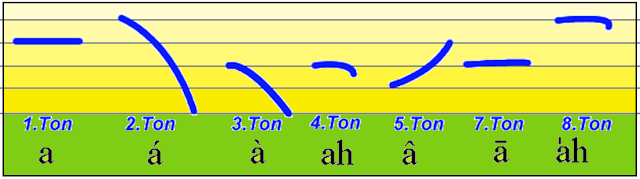 1.Ton 2.Ton 3.Ton 4.Ton 5.Ton 7.Ton 8.Ton
a á à ah â ā a̍h